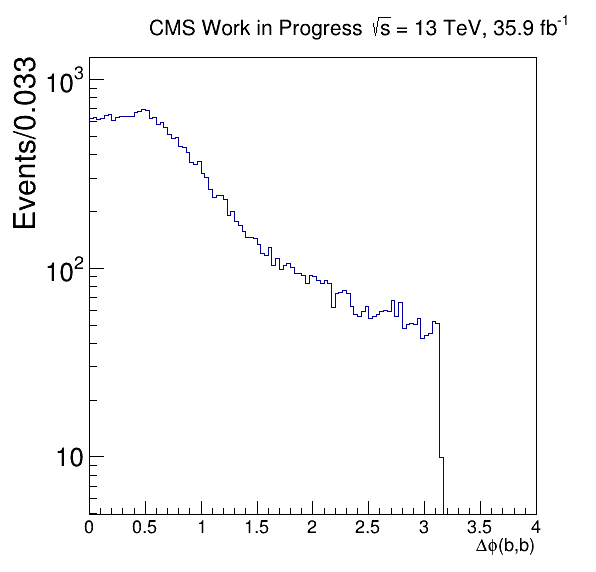 CMS Work in Progress √s = 13 TeV, 35.9 fb⁻¹
Events/0.033
10³
10²
10
0 0.5 1 1.5 2 2.5 3 3.5 4
Δϕ(b,b)